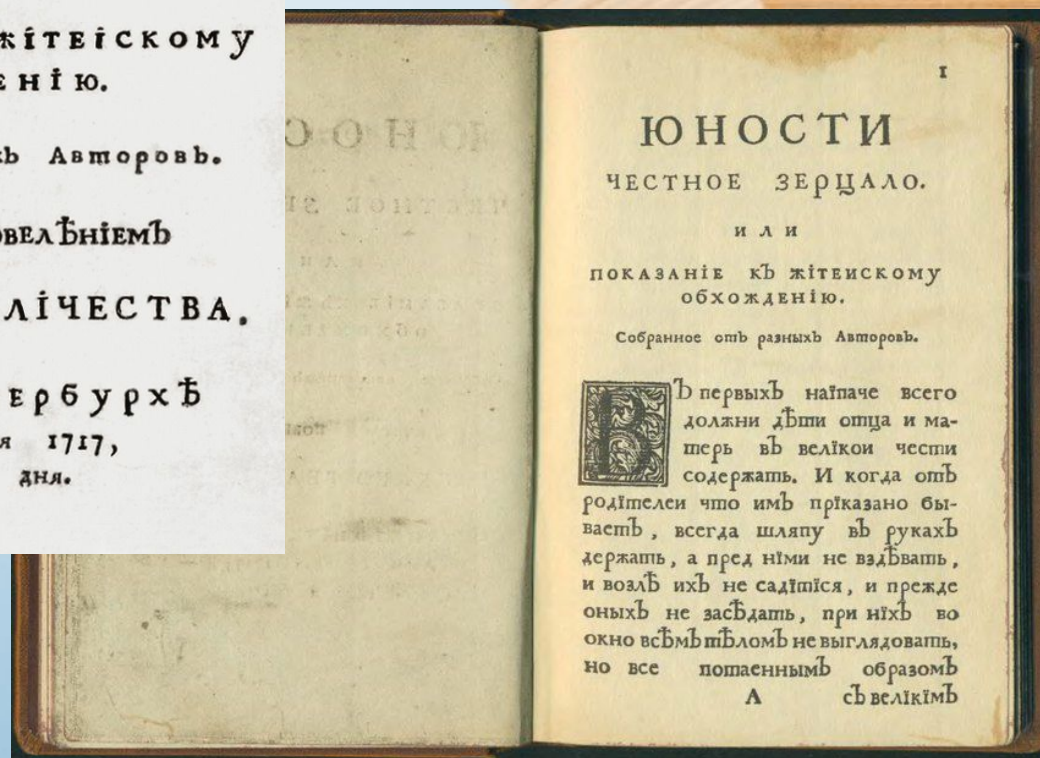 жітеіскому
енію.
Авторовъ.
овелѣніемъ
лічества.
ербурхѣ
я 1717,
дня.
1
ЮНОСТИ
ЧЕСТНОЕ ЗЕРЦАЛО.
ИЛИ
ПОКАЗАНІЕ КЪ ЖІТЕИСКОМУ
ОБХОЖДЕНІЮ.
Собранное отъ разныхъ Авторовъ.
Въ первыхъ наіпаче всего
должни дѣти отца и ма-
терь въ велікои чести
содержать. И когда отъ
родітелеи что имъ пріказано бы-
ваетъ, всегда шляпу въ рукахъ
держать, а пред німи не вздѣвать,
и возлѣ ихъ не садітіся, и прежде
оныхъ не засѣдать, при ніхъ во
окно всѣмъ тѣломъ не выглядовать,
но все потаеннымъ образомъ
А съ велікімъ